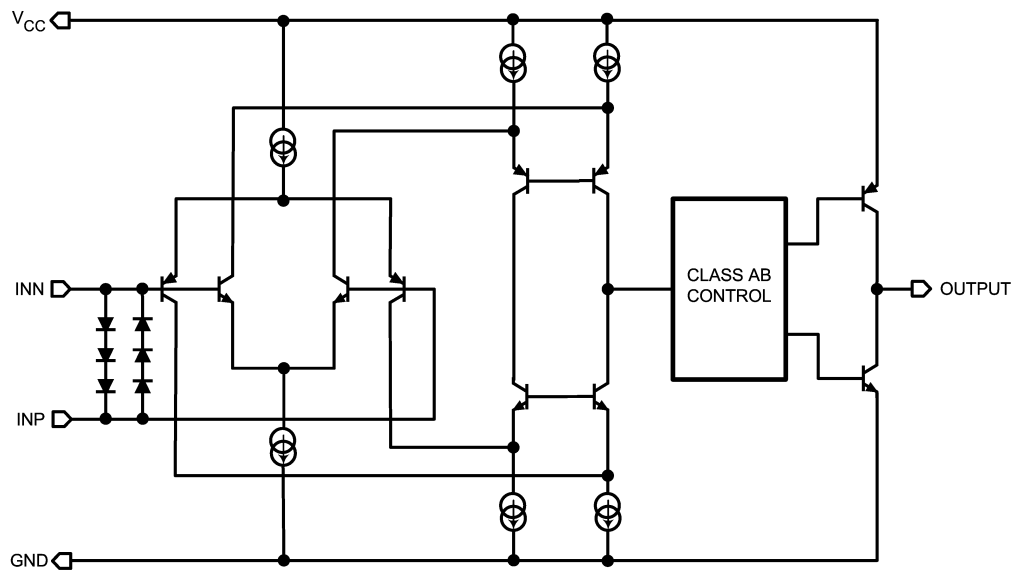 VCC
INN
CLASS AB
CONTROL
OUTPUT
INP
GND